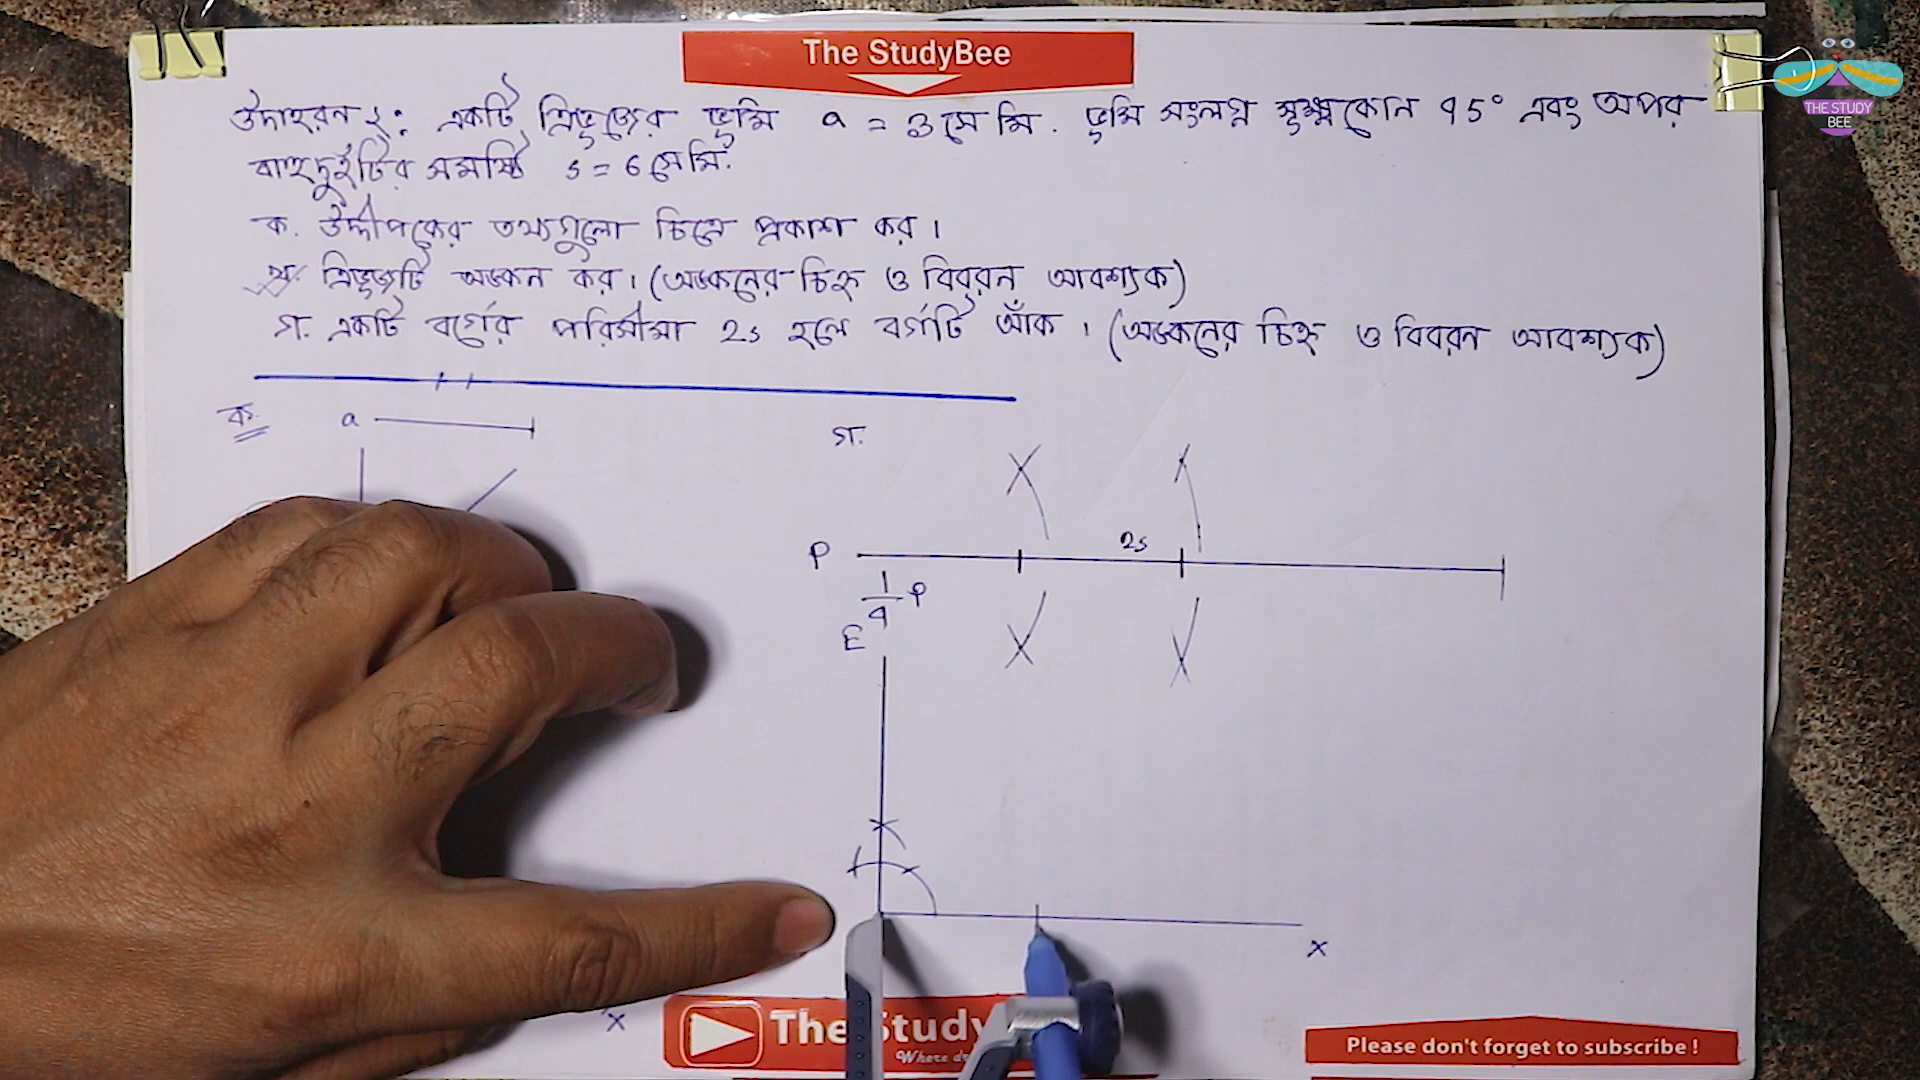 The StudyBee
THE STUDY
BEE
উদাহরন ২: একটি ত্রিভুজের ভুমি a = 3 সে মি. ভুমি সংলগ্ন সুক্ষ্মকোন 45° এবং অপর
বাহুদুইটির সমষ্টি s = 6 সেমি.
ক. উদ্দীপকের তথ্যগুলো চিত্রে প্রকাশ কর।
খ. ত্রিভুজটি অঙ্কন কর। (অঙ্কনের চিহ্ন ও বিবরন আবশ্যক)
গ. একটি বর্গের পরিসীমা 2s হলে বর্গটি আঁক। (অঙ্কনের চিহ্ন ও বিবরন আবশ্যক)
ক. a
গ.
P 2s
1/4 P
E
x
x
The Study
Please don't forget to subscribe !